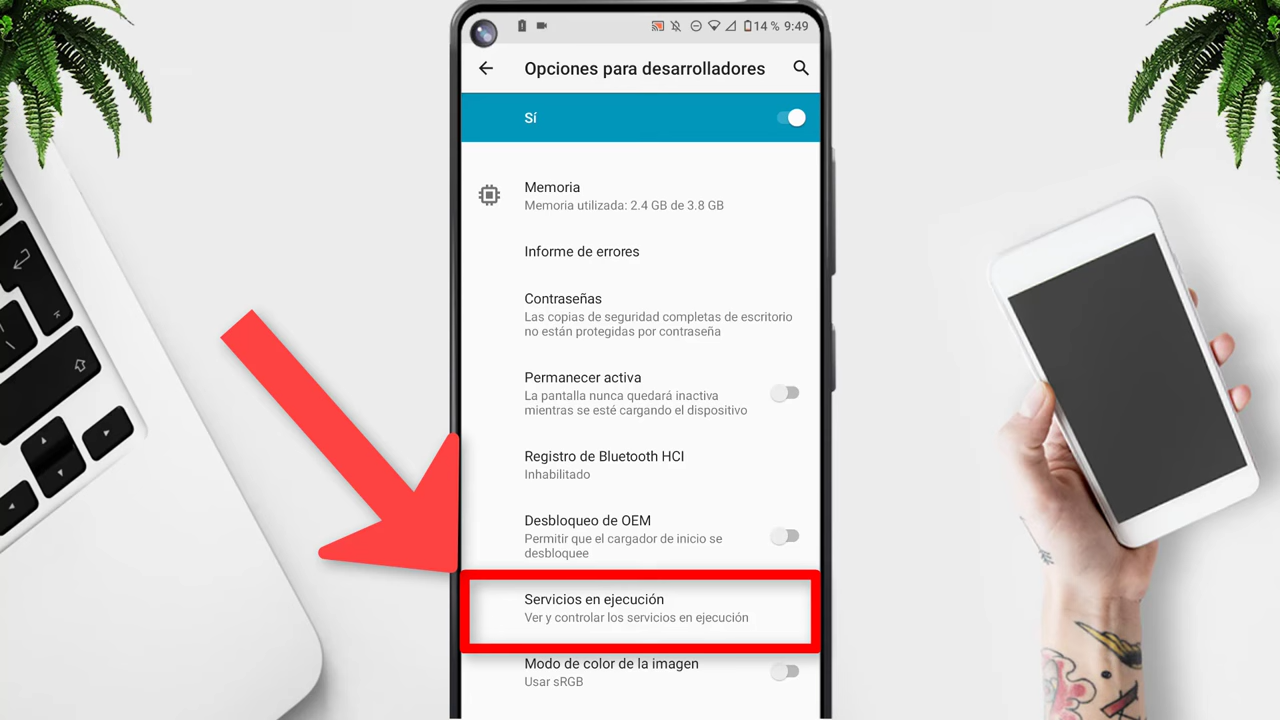 14 % 9:49
Opciones para desarrolladores
Sí
Memoria
Memoria utilizada: 2.4 GB de 3.8 GB
Informe de errores
Contraseñas
Las copias de seguridad completas de escritorio
no están protegidas por contraseña
Permanecer activa
La pantalla nunca quedará inactiva
mientras se esté cargando el dispositivo
Registro de Bluetooth HCI
Inhabilitado
Desbloqueo de OEM
Permitir que el cargador de inicio se
desbloquee
Servicios en ejecución
Ver y controlar los servicios en ejecución
Modo de color de la imagen
Usar sRGB